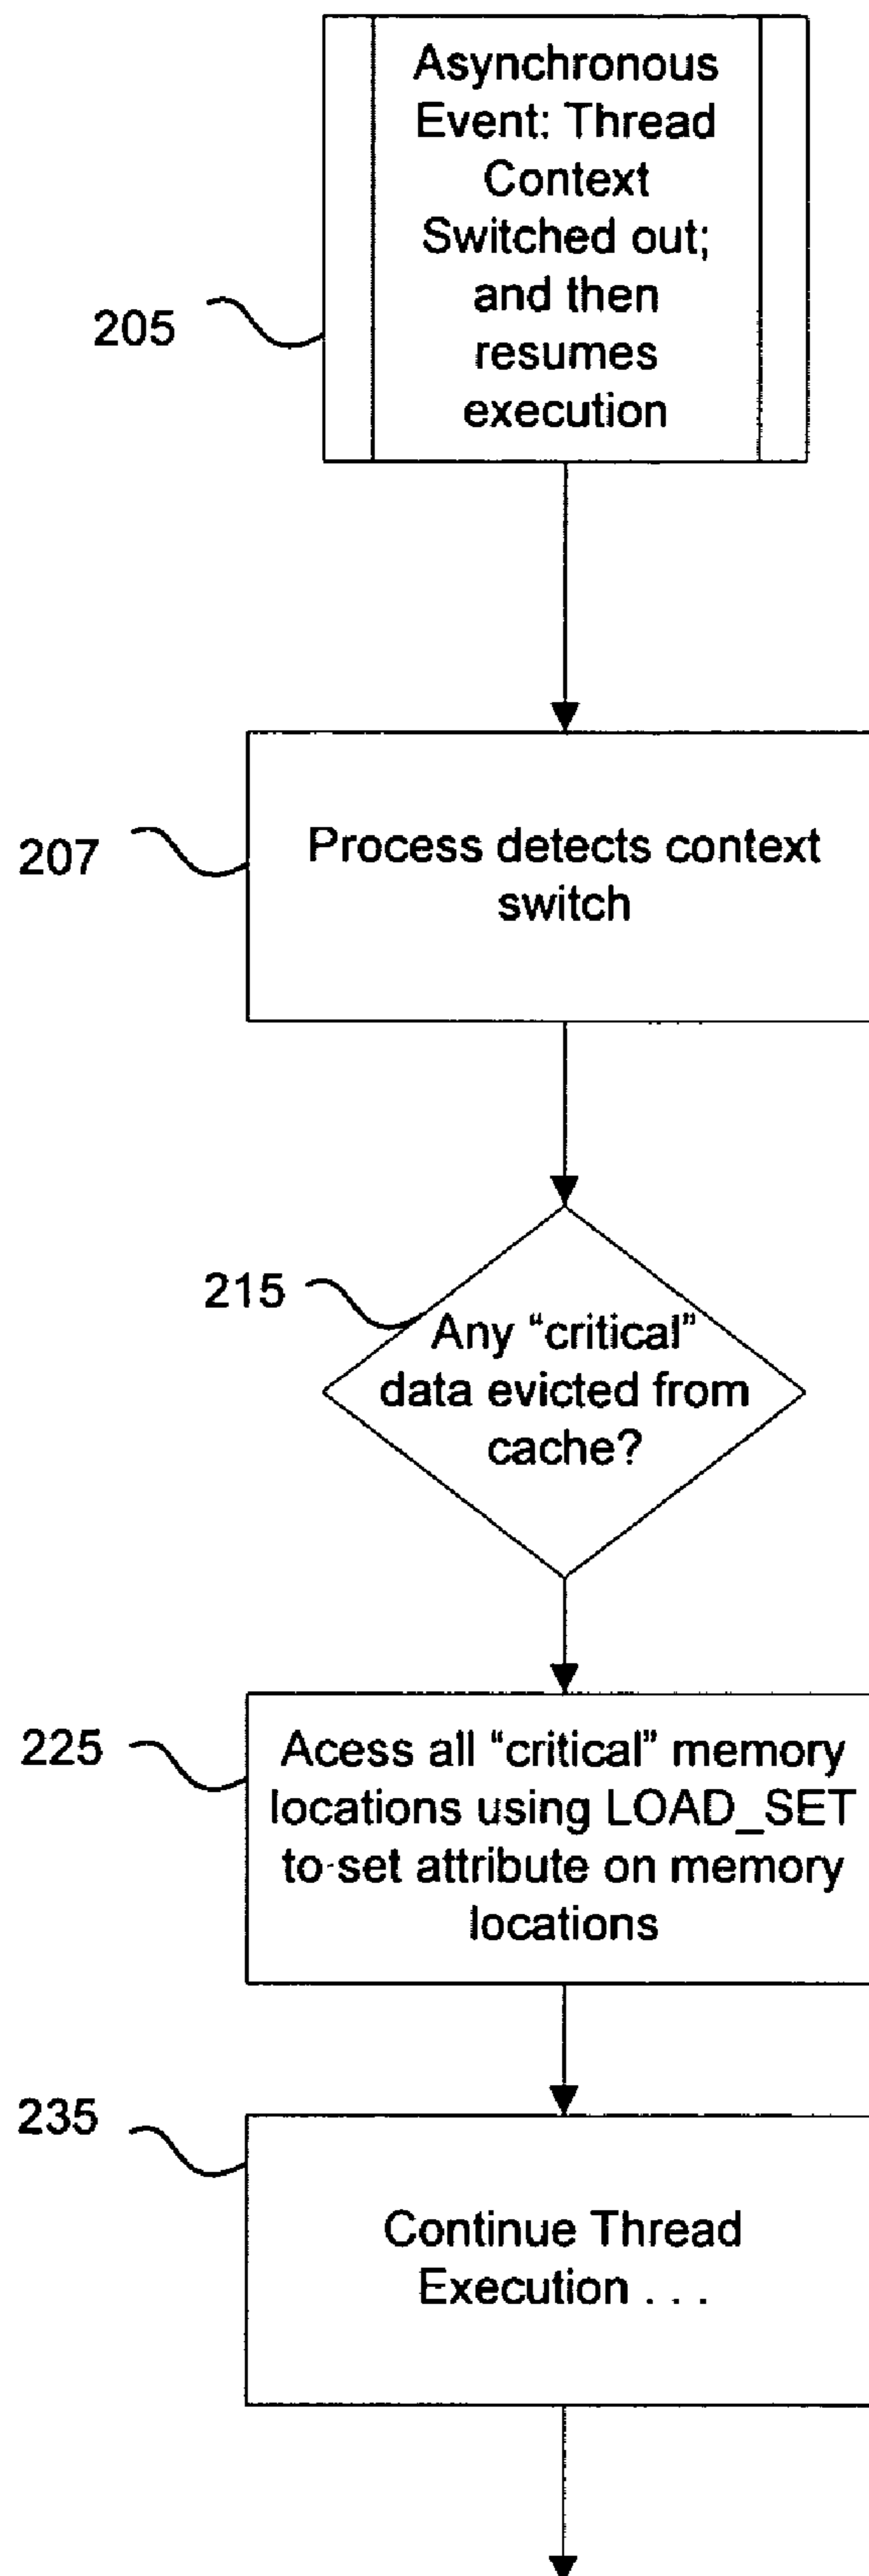 Asynchronous
Event: Thread
Context
Switched out;
and then
resumes
execution
205
Process detects context
switch
207
215
Any “critical”
data evicted from
cache?
225
Acess all “critical” memory
locations using LOAD_SET
to set attribute on memory
locations
235
Continue Thread
Execution . . .